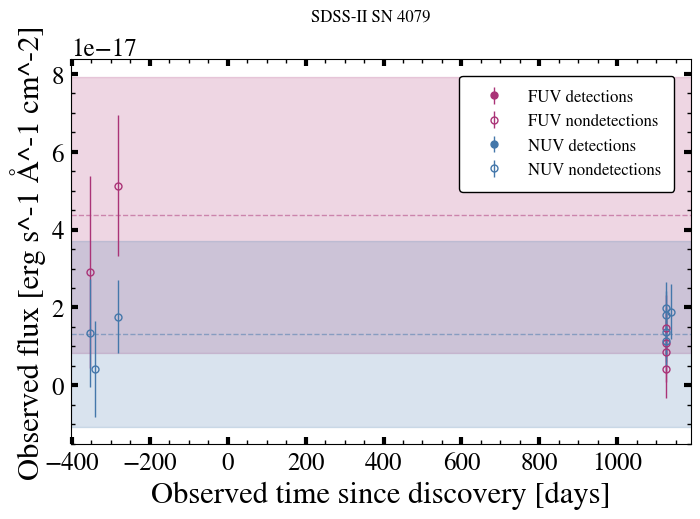 SDSS-II SN 4079
1e−17
8
6
4
2
0
Observed flux [erg s^-1 Å^-1 cm^-2]
FUV detections
FUV nondetections
NUV detections
NUV nondetections
−400 −200 0 200 400 600 800 1000
Observed time since discovery [days]